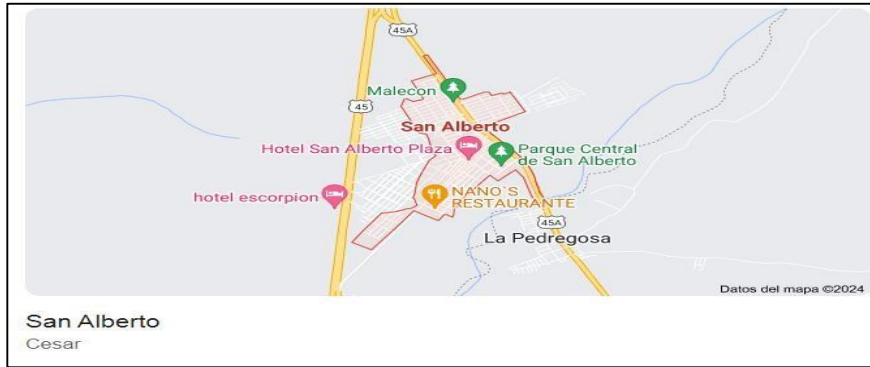 45A
Malecon
45
San Alberto
Hotel San Alberto Plaza
Parque Central
de San Alberto
hotel escorpion
NANO`S
RESTAURANTE
45A
La Pedregosa
Datos del mapa ©2024
San Alberto
Cesar